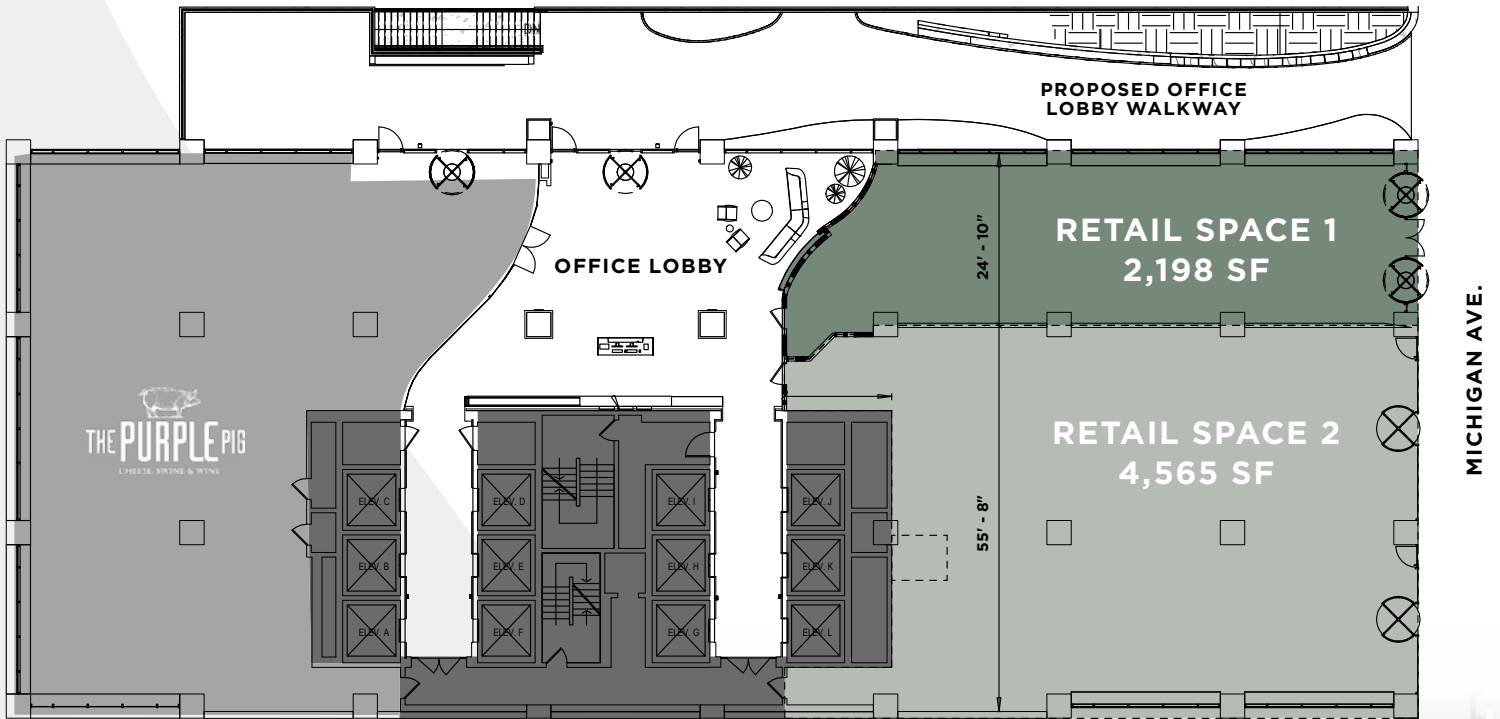 DN
PROPOSED OFFICE
LOBBY WALKWAY
OFFICE LOBBY
24' - 10"
RETAIL SPACE 1
2,198 SF
MICHIGAN AVE.
THE PURPLE PIG
CHEESE, SWINE & WINE
RETAIL SPACE 2
4,565 SF
55' - 8"
ELEV. C
ELEV. D
ELEV. I
ELEV. J
ELEV. B
ELEV. E
ELEV. H
ELEV. K
ELEV. A
ELEV. F
ELEV. G
ELEV. L